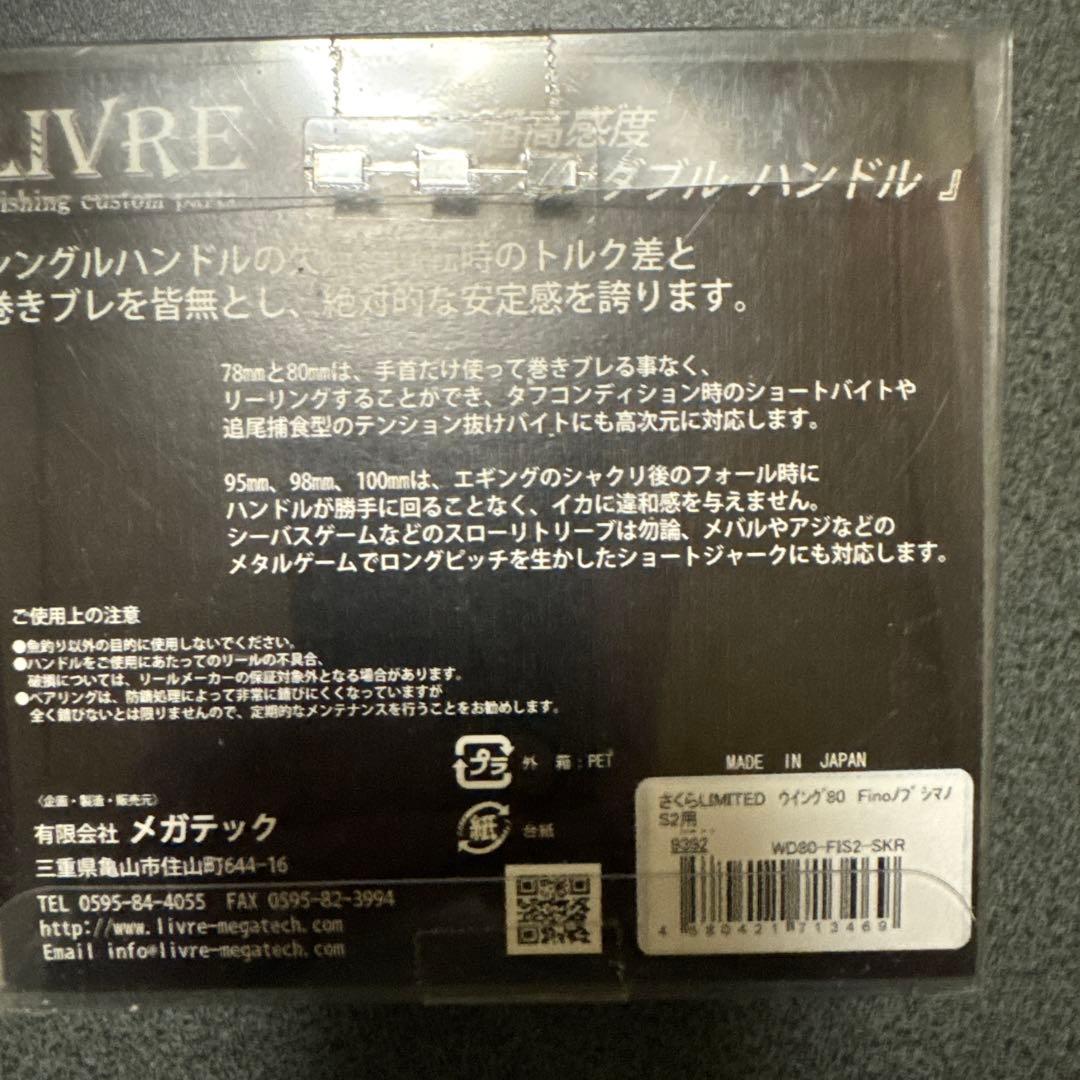 LIVRE
ishing custom parts
超高感度
ダブル ハンドル 』
シングルハンドルの欠 時のトルク差と
巻きブレを皆無とし、絶対的な安定感を誇ります。
78mmと80mmは、手首だけ使って巻きブレる事なく、
リーリングすることができ、タフコンディション時のショートバイトや
追尾捕食型のテンション抜けバイトにも高次元に対応します。
95mm、98mm、100mmは、エギングのシャクリ後のフォール時に
ハンドルが勝手に回ることなく、イカに違和感を与えません。
シーバスゲームなどのスローリトリーブは勿論、メバルやアジなどの
メタルゲームでロングピッチを生かしたショートジャークにも対応します。
ご使用上の注意
●魚釣り以外の目的に使用しないでください。
●ハンドルをご使用にあたってのリールの不具合、
破損については、リールメーカーの保証対象外となる場合があります。
●ベアリングは、防錆処理によって非常に錆びにくくなっていますが
全く錆びないとは限りませんので、定期的なメンテナンスを行うことをお勧めします。
プラ 外 箱:PET
紙 台紙
MADE IN JAPAN
〈企画・製造・販売元〉
有限会社 メガテック
三重県亀山市住山町644-16
TEL 0595-84-4055 FAX 0595-82-3994
http://www.livre-megatech.com
Email info@livre-megatech.com
さくらLIMITED ウイング80 Finoノブ シマノ
S2用
9392 WD80-FIS2-SKR
4 580421 713469